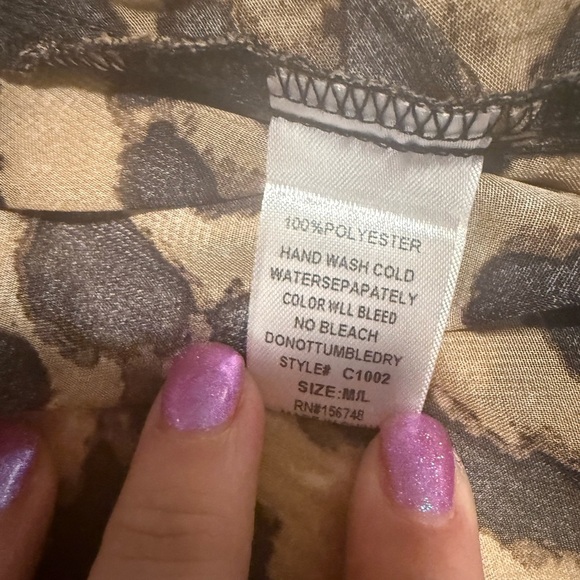 100%POLYESTER
HAND WASH COLD
WATERSEPAPATELY
COLOR WLL BLEED
NO BLEACH
DONOTTUMBLEDRY
STYLE# C1002
SIZE:M/L
RN#156748